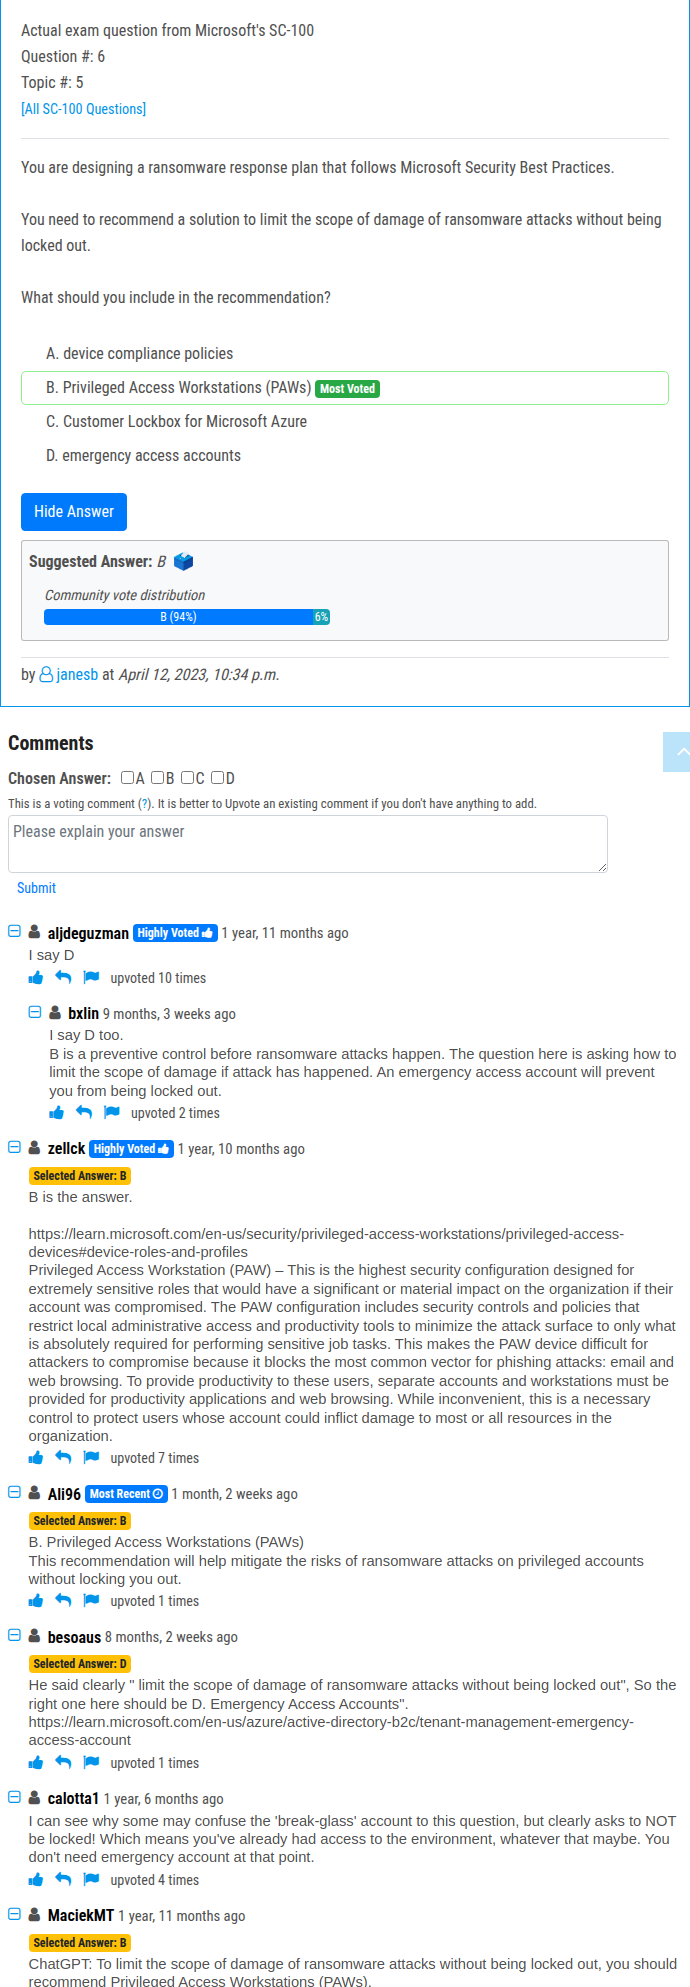 Actual exam question from Microsoft's SC-100
Question #: 6
Topic #: 5
[All SC-100 Questions]
You are designing a ransomware response plan that follows Microsoft Security Best Practices.
You need to recommend a solution to limit the scope of damage of ransomware attacks without being
locked out.
What should you include in the recommendation?
A. device compliance policies
B. Privileged Access Workstations (PAWs) Most Voted
C. Customer Lockbox for Microsoft Azure
D. emergency access accounts
Hide Answer
Suggested Answer: B
Community vote distribution
B (94%) 6%
by janesb at April 12, 2023, 10:34 p.m.
Comments
Chosen Answer: A B C D
This is a voting comment (?). It is better to Upvote an existing comment if you don't have anything to add.
Please explain your answer
Submit
aljdeguzman Highly Voted 1 year, 11 months ago
I say D
upvoted 10 times
bxlin 9 months, 3 weeks ago
I say D too.
B is a preventive control before ransomware attacks happen. The question here is asking how to
limit the scope of damage if attack has happened. An emergency access account will prevent
you from being locked out.
upvoted 2 times
zellck Highly Voted 1 year, 10 months ago
Selected Answer: B
B is the answer.
https://learn.microsoft.com/en-us/security/privileged-access-workstations/privileged-access-
devices#device-roles-and-profiles
Privileged Access Workstation (PAW) – This is the highest security configuration designed for
extremely sensitive roles that would have a significant or material impact on the organization if their
account was compromised. The PAW configuration includes security controls and policies that
restrict local administrative access and productivity tools to minimize the attack surface to only what
is absolutely required for performing sensitive job tasks. This makes the PAW device difficult for
attackers to compromise because it blocks the most common vector for phishing attacks: email and
web browsing. To provide productivity to these users, separate accounts and workstations must be
provided for productivity applications and web browsing. While inconvenient, this is a necessary
control to protect users whose account could inflict damage to most or all resources in the
organization.
upvoted 7 times
Ali96 Most Recent 1 month, 2 weeks ago
Selected Answer: B
B. Privileged Access Workstations (PAWs)
This recommendation will help mitigate the risks of ransomware attacks on privileged accounts
without locking you out.
upvoted 1 times
besoaus 8 months, 2 weeks ago
Selected Answer: D
He said clearly " limit the scope of damage of ransomware attacks without being locked out", So the
right one here should be D. Emergency Access Accounts".
https://learn.microsoft.com/en-us/azure/active-directory-b2c/tenant-management-emergency-
access-account
upvoted 1 times
calotta1 1 year, 6 months ago
I can see why some may confuse the 'break-glass' account to this question, but clearly asks to NOT
be locked! Which means you've already had access to the environment, whatever that maybe. You
don't need emergency account at that point.
upvoted 4 times
MaciekMT 1 year, 11 months ago
Selected Answer: B
ChatGPT: To limit the scope of damage of ransomware attacks without being locked out, you should
recommend Privileged Access Workstations (PAWs).